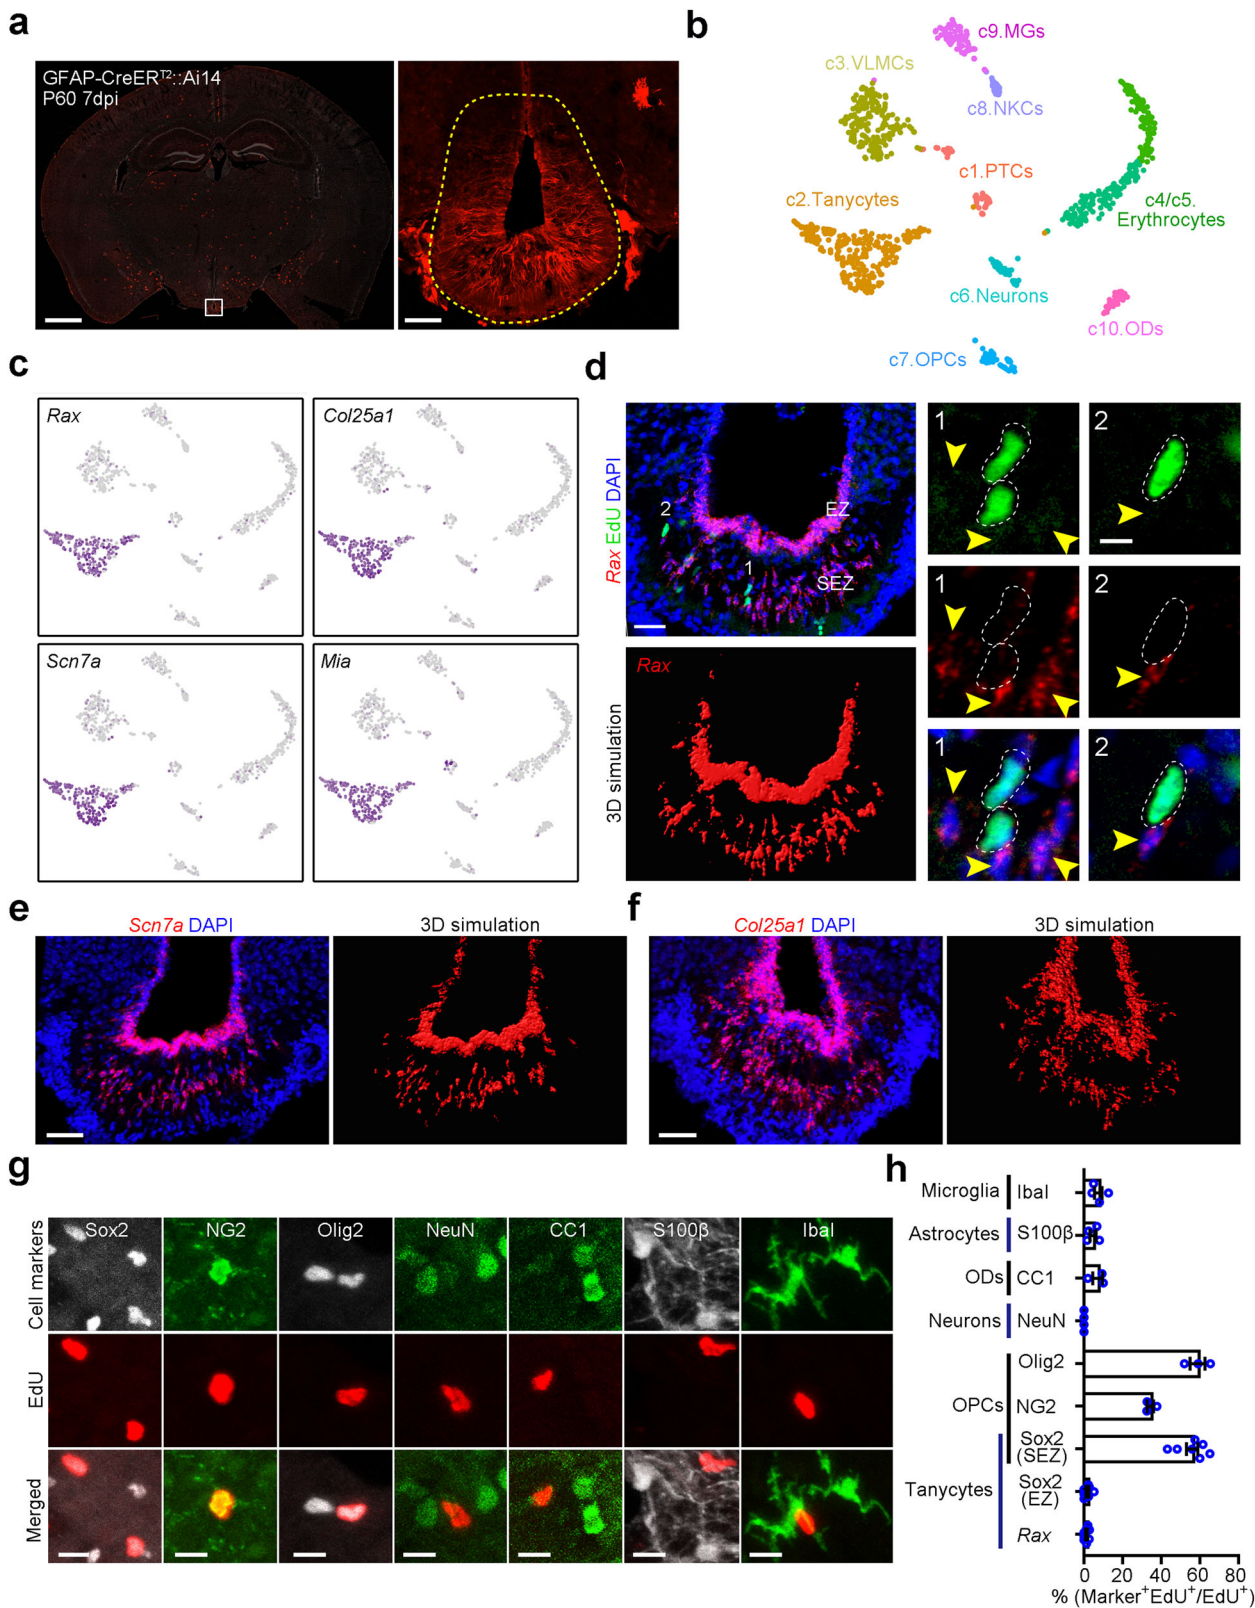 a
GFAP-CreERT2::Ai14
P60 7dpi
b
c9.MGs
c3.VLMCs
c8.NKCs
c1.PTCs
c2.Tanycytes
c4/c5.
Erythrocytes
c6.Neurons
c10.ODs
c7.OPCs
c
Rax
Col25a1
Scn7a
Mia
d
Rax EdU DAPI
2
EZ
1
SEZ
3D simulation
Rax
1
2
1
2
1
2
e
Scn7a DAPI
3D simulation
f
Col25a1 DAPI
3D simulation
g
Cell markers
EdU
Merged
Sox2
NG2
Olig2
NeuN
CC1
S100β
IbaI
h
Microglia
IbaI
Astrocytes
S100β
ODs
CC1
Neurons
NeuN
Olig2
OPCs
NG2
Sox2
(SEZ)
Tanycytes
Sox2
(EZ)
Rax
0 20 40 60 80
% (Marker+EdU+/EdU+)